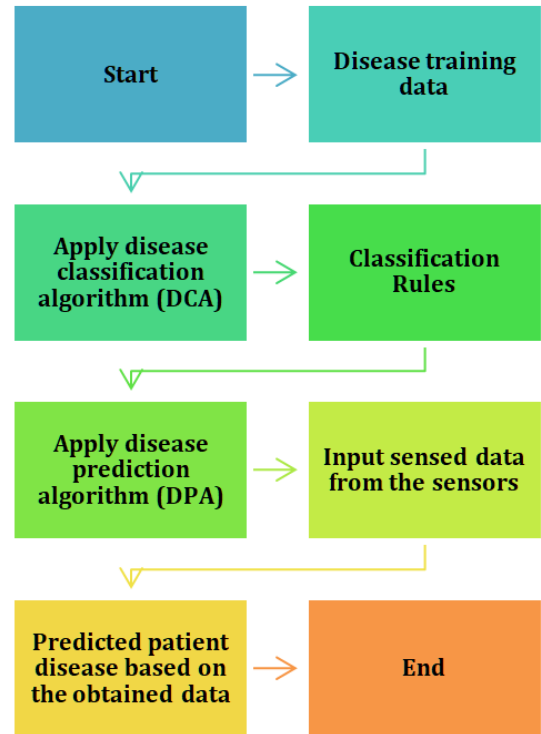 Start
Disease training
data
Apply disease
classification
algorithm (DCA)
Classification
Rules
Apply disease
prediction
algorithm (DPA)
Input sensed data
from the sensors
Predicted patient
disease based on
the obtained data
End